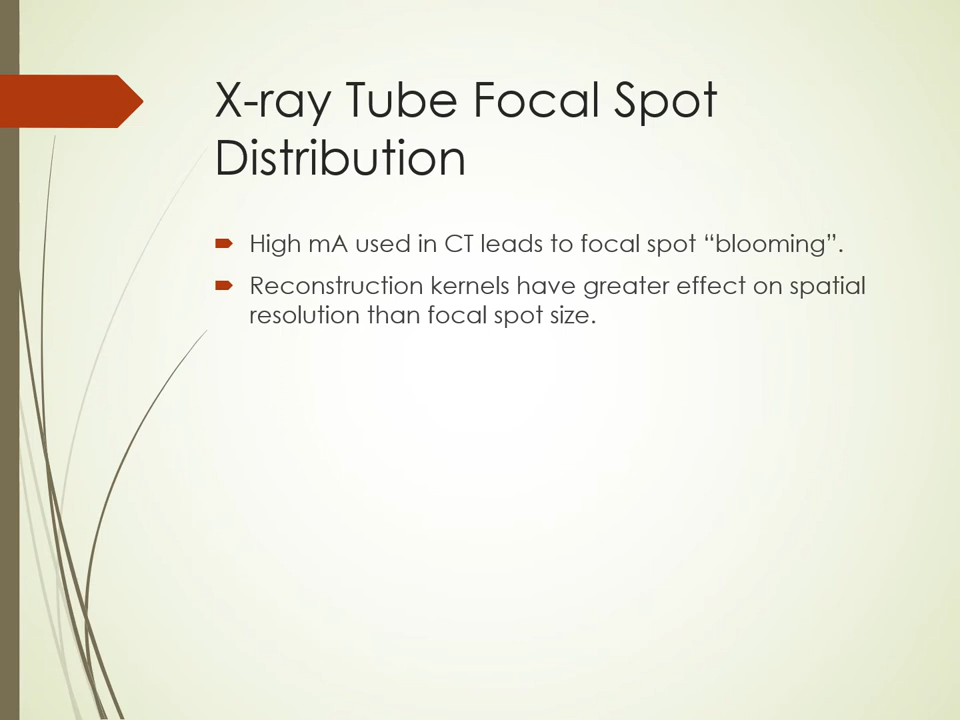 X-ray Tube Focal Spot
Distribution
High mA used in CT leads to focal spot “blooming”.
Reconstruction kernels have greater effect on spatial
resolution than focal spot size.